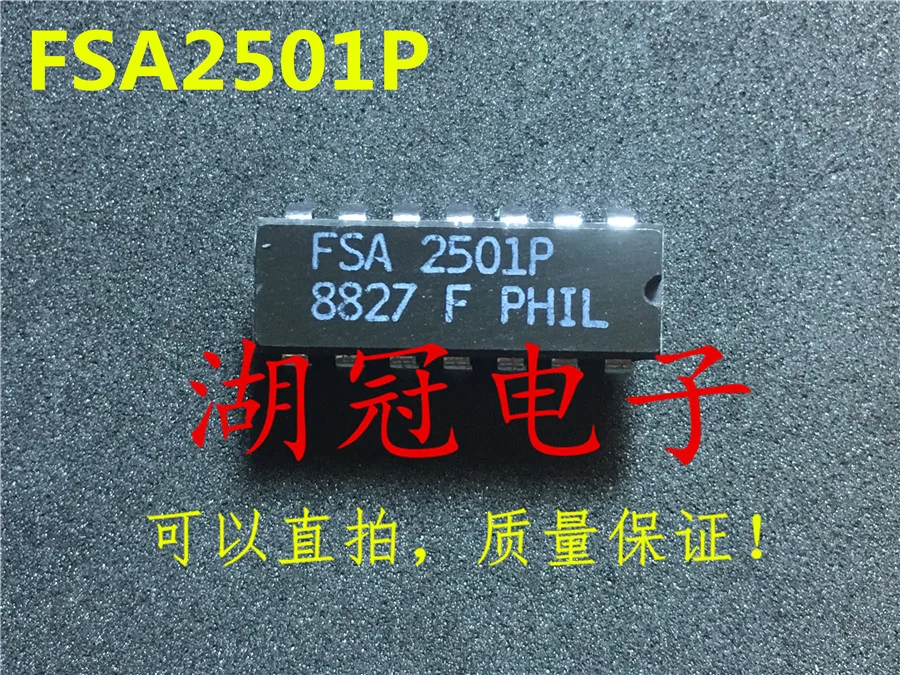 FSA2501P
FSA 2501P
8827 F PHIL
湖冠电子
可以直拍，质量保证！